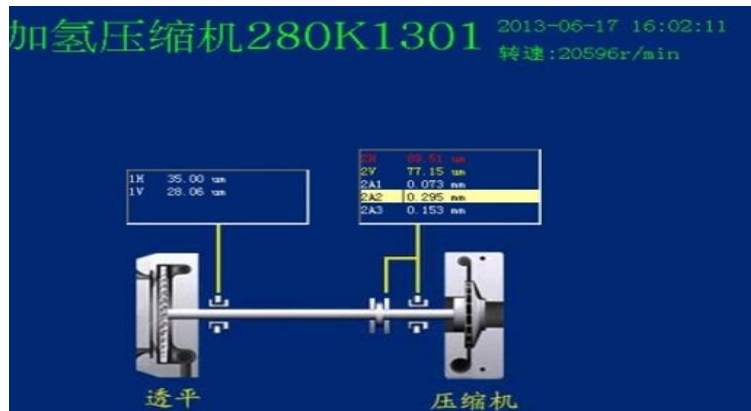 加氢压缩机280K1301
2013-06-17 16:02:11
转速:20596r/min
1H 35.00 um
1V 28.06 um
2H 89.51 um
2V 77.15 um
2A1 0.073 mm
2A2 0.295 mm
2A3 0.153 mm
透平
压缩机